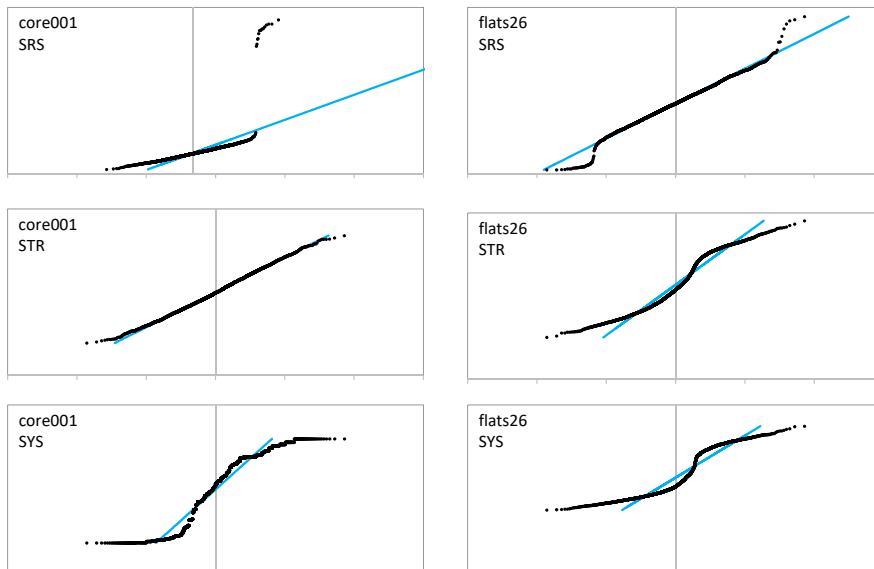 core001
SRS
flats26
SRS
core001
STR
flats26
STR
core001
SYS
flats26
SYS